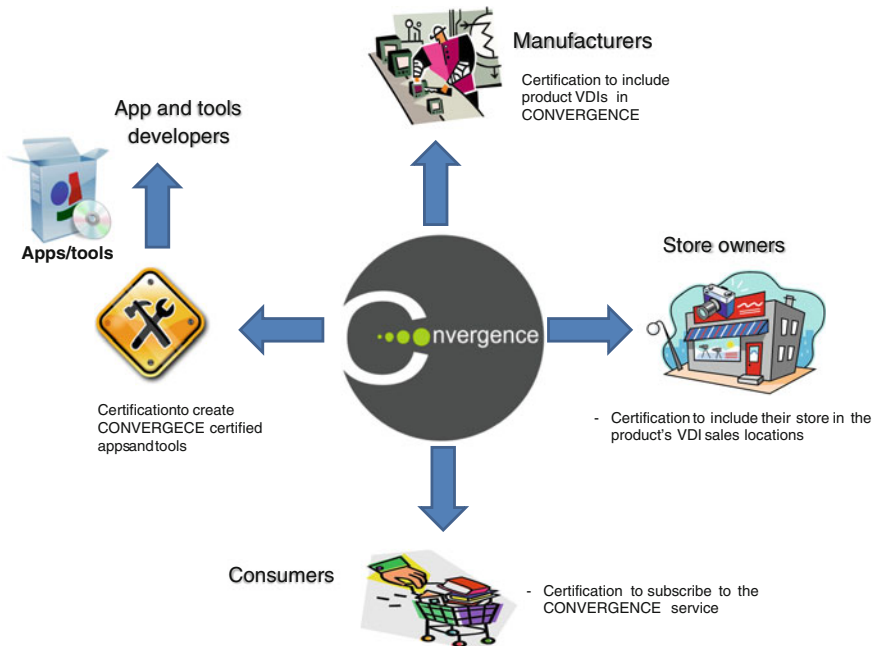 Manufacturers
Certification to include
product VDIs in
CONVERGENCE
App and tools
developers
Apps/tools
Store owners
Cnvergence
Certificationto create
CONVERGECE certified
appsandtools
- Certification to include their store in the
product's VDI sales locations
Consumers
- Certification to subscribe to the
CONVERGENCE service